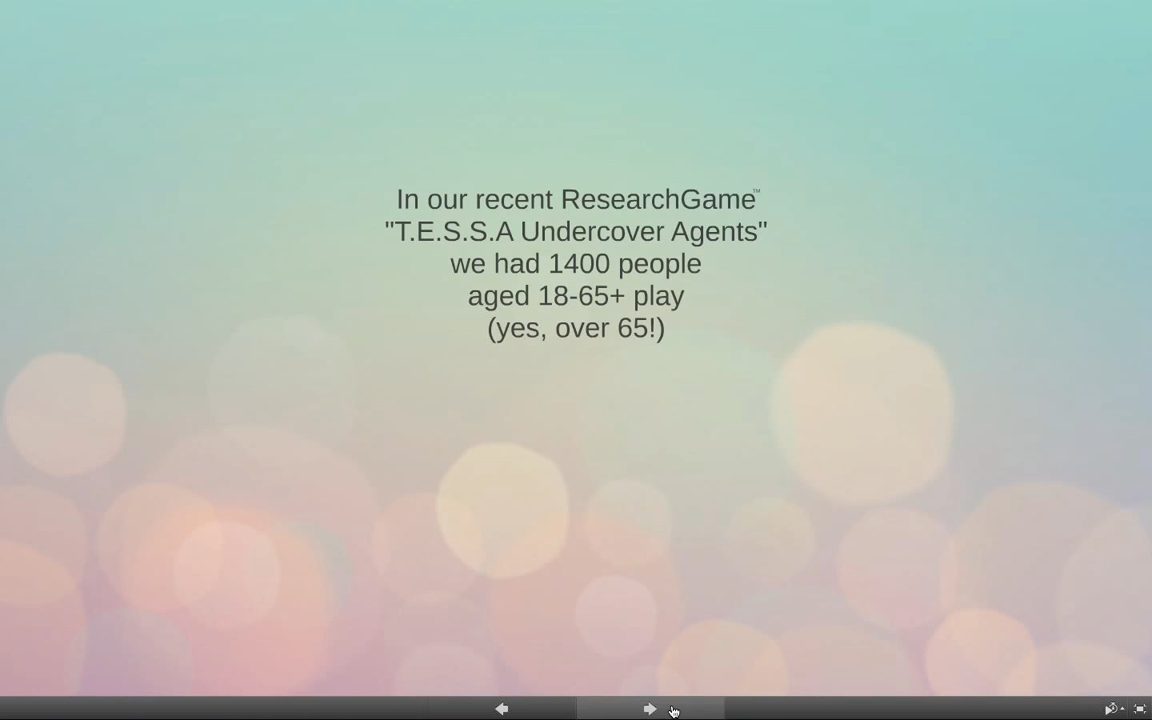 In our recent ResearchGame™
"T.E.S.S.A Undercover Agents"
we had 1400 people
aged 18-65+ play
(yes, over 65!)